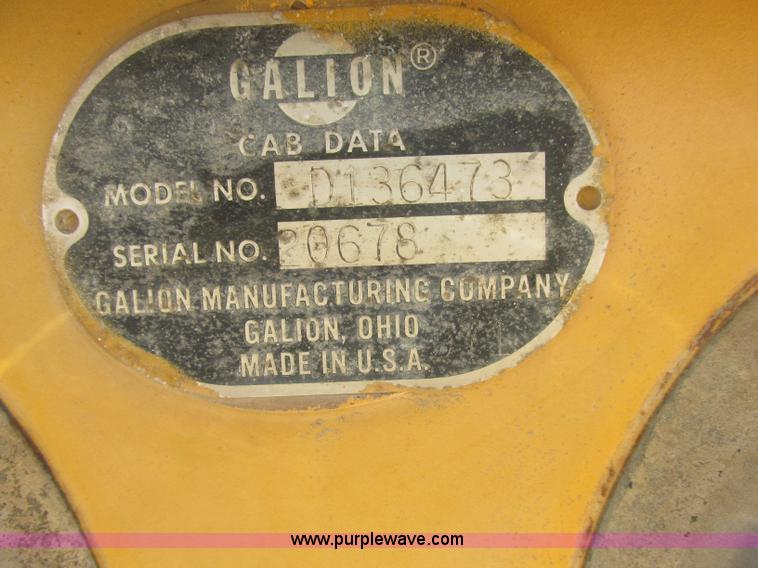 GALION®
CAB DATA
MODEL NO. D136473
SERIAL NO. 20678
GALION MANUFACTURING COMPANY
GALION, OHIO
MADE IN U.S.A.
www.purplewave.com